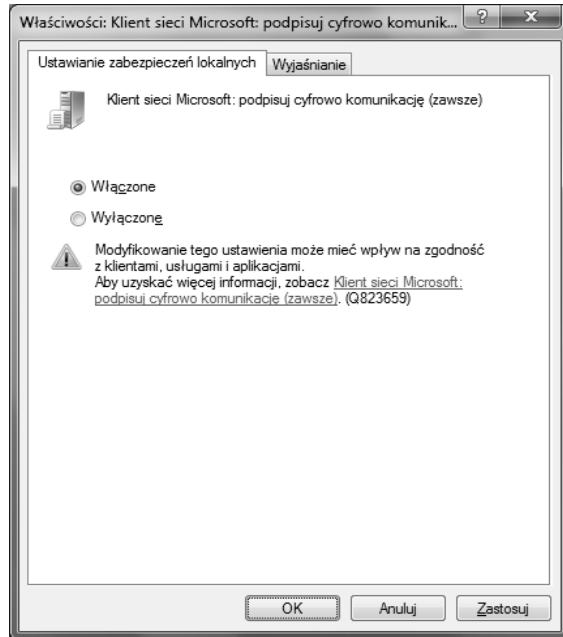 Właściwości: Klient sieci Microsoft: podpisuj cyfrowo komunik...
Ustawianie zabezpieczeń lokalnych Wyjaśnianie
Klient sieci Microsoft: podpisuj cyfrowo komunikację (zawsze)
Włączone
Wyłączone
Modyfikowanie tego ustawienia może mieć wpływ na zgodność
z klientami, usługami i aplikacjami.
Aby uzyskać więcej informacji, zobacz Klient sieci Microsoft:
podpisuj cyfrowo komunikację (zawsze). (Q823659)
OK Anuluj Zastosuj